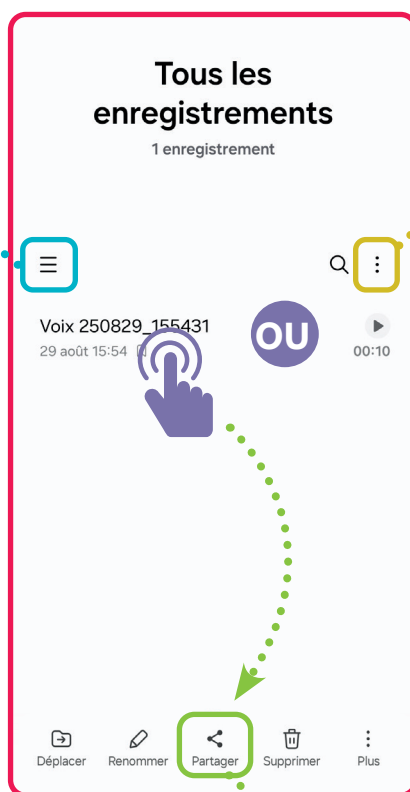 Tous les
enregistrements
1 enregistrement
Voix 250829_155431
OU
29 août 15:54
00:10
Déplacer Renommer Partager Supprimer Plus